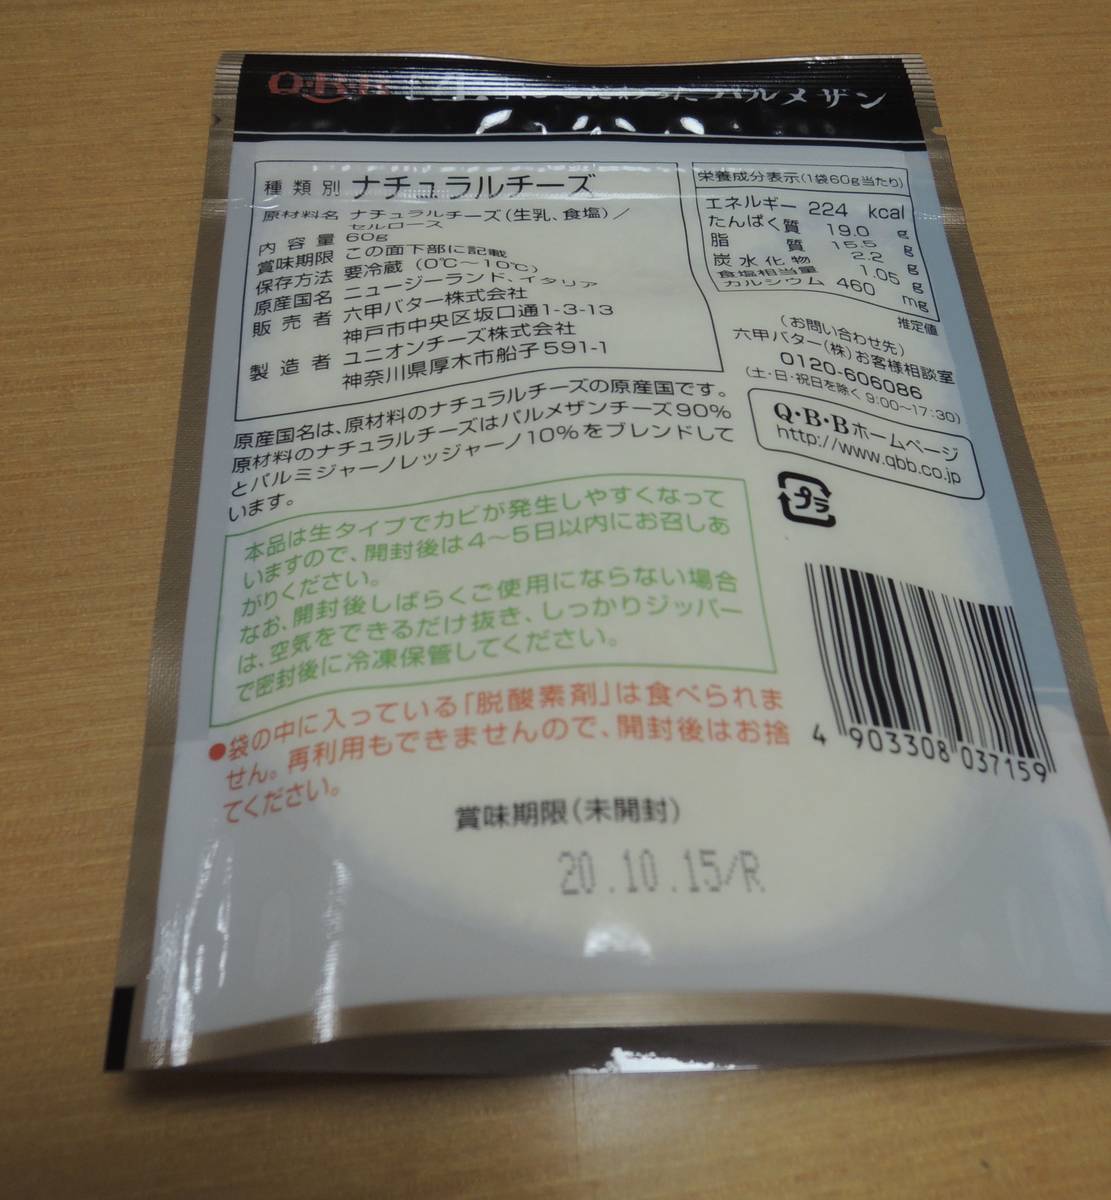 Q・B・B 生 にこだわった パルメザン
種類別 ナチュラルチーズ
原材料名 ナチュラルチーズ(生乳、食塩)／
セルロース
内容量 60g
賞味期限 この面下部に記載
保存方法 要冷蔵(0℃～10℃)
原産国名 ニュージーランド、イタリア
販売者 六甲バター株式会社
神戸市中央区坂口通1-3-13
製造者 ユニオンチーズ株式会社
神奈川県厚木市船子591-1
原産国名は、原材料のナチュラルチーズの原産国です。
原材料のナチュラルチーズはパルメザンチーズ90%
とパルミジャーノレッジャーノ10%をブレンドして
います。
本品は生タイプでカビが発生しやすくなって
いますので、開封後は4～5日以内にお召しあ
がりください。
なお、開封後しばらくご使用にならない場合
は、空気をできるだけ抜き、しっかりジッパー
で密封後に冷凍保管してください。
●袋の中に入っている「脱酸素剤」は食べられま
せん。再利用もできませんので、開封後はお捨
てください。
賞味期限(未開封)
20.10.15/R
栄養成分表示(1袋60g当たり)
エネルギー 224 kcal
たんぱく質 19.0 g
脂質 15.5 g
炭水化物 2.2 g
食塩相当量 1.05 g
カルシウム 460 mg
推定値
(お問い合わせ先)
六甲バター(株)お客様相談室
0120-606086
(土・日・祝日を除く 9:00～17:30)
Q・B・Bホームページ
http://www.qbb.co.jp
プラ
4 903308 037159